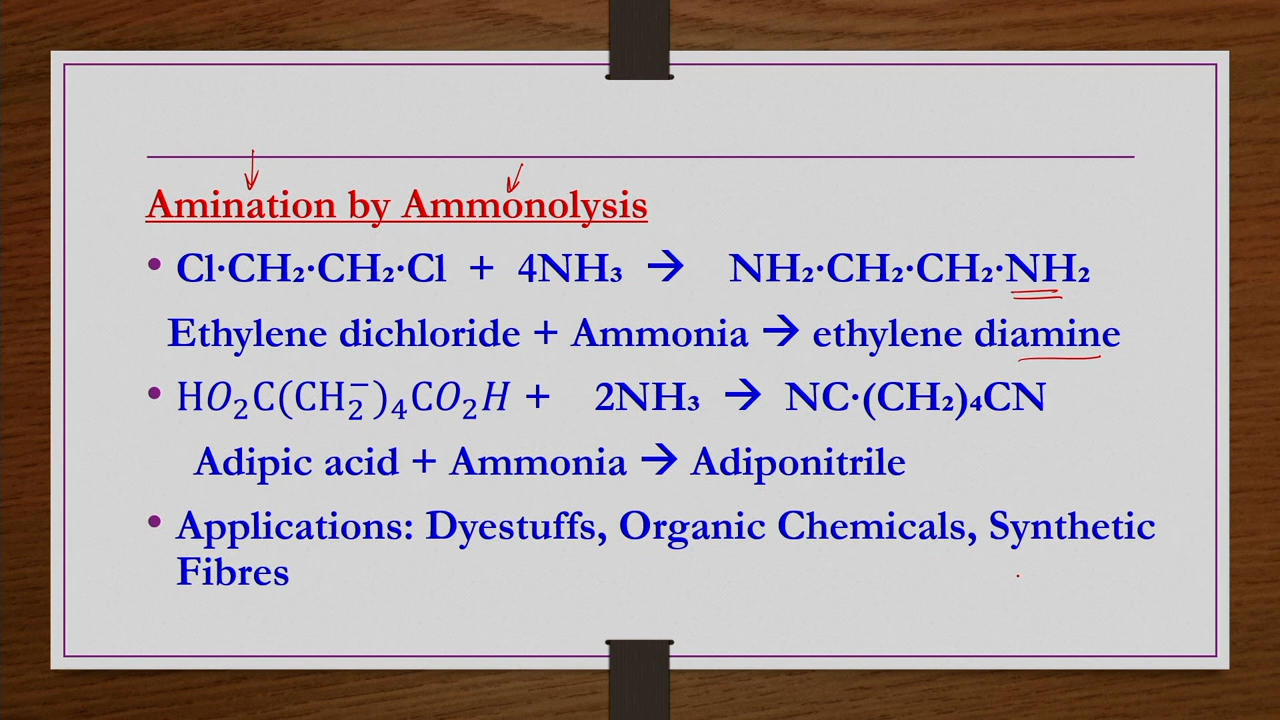 Amination by Ammonolysis
• Cl·CH₂·CH₂·Cl + 4NH₃ → NH₂·CH₂·CH₂·NH₂
Ethylene dichloride + Ammonia → ethylene diamine
• HO₂C(CH₂⁻)₄CO₂H + 2NH₃ → NC·(CH₂)₄CN
Adipic acid + Ammonia → Adiponitrile
• Applications: Dyestuffs, Organic Chemicals, Synthetic
Fibres